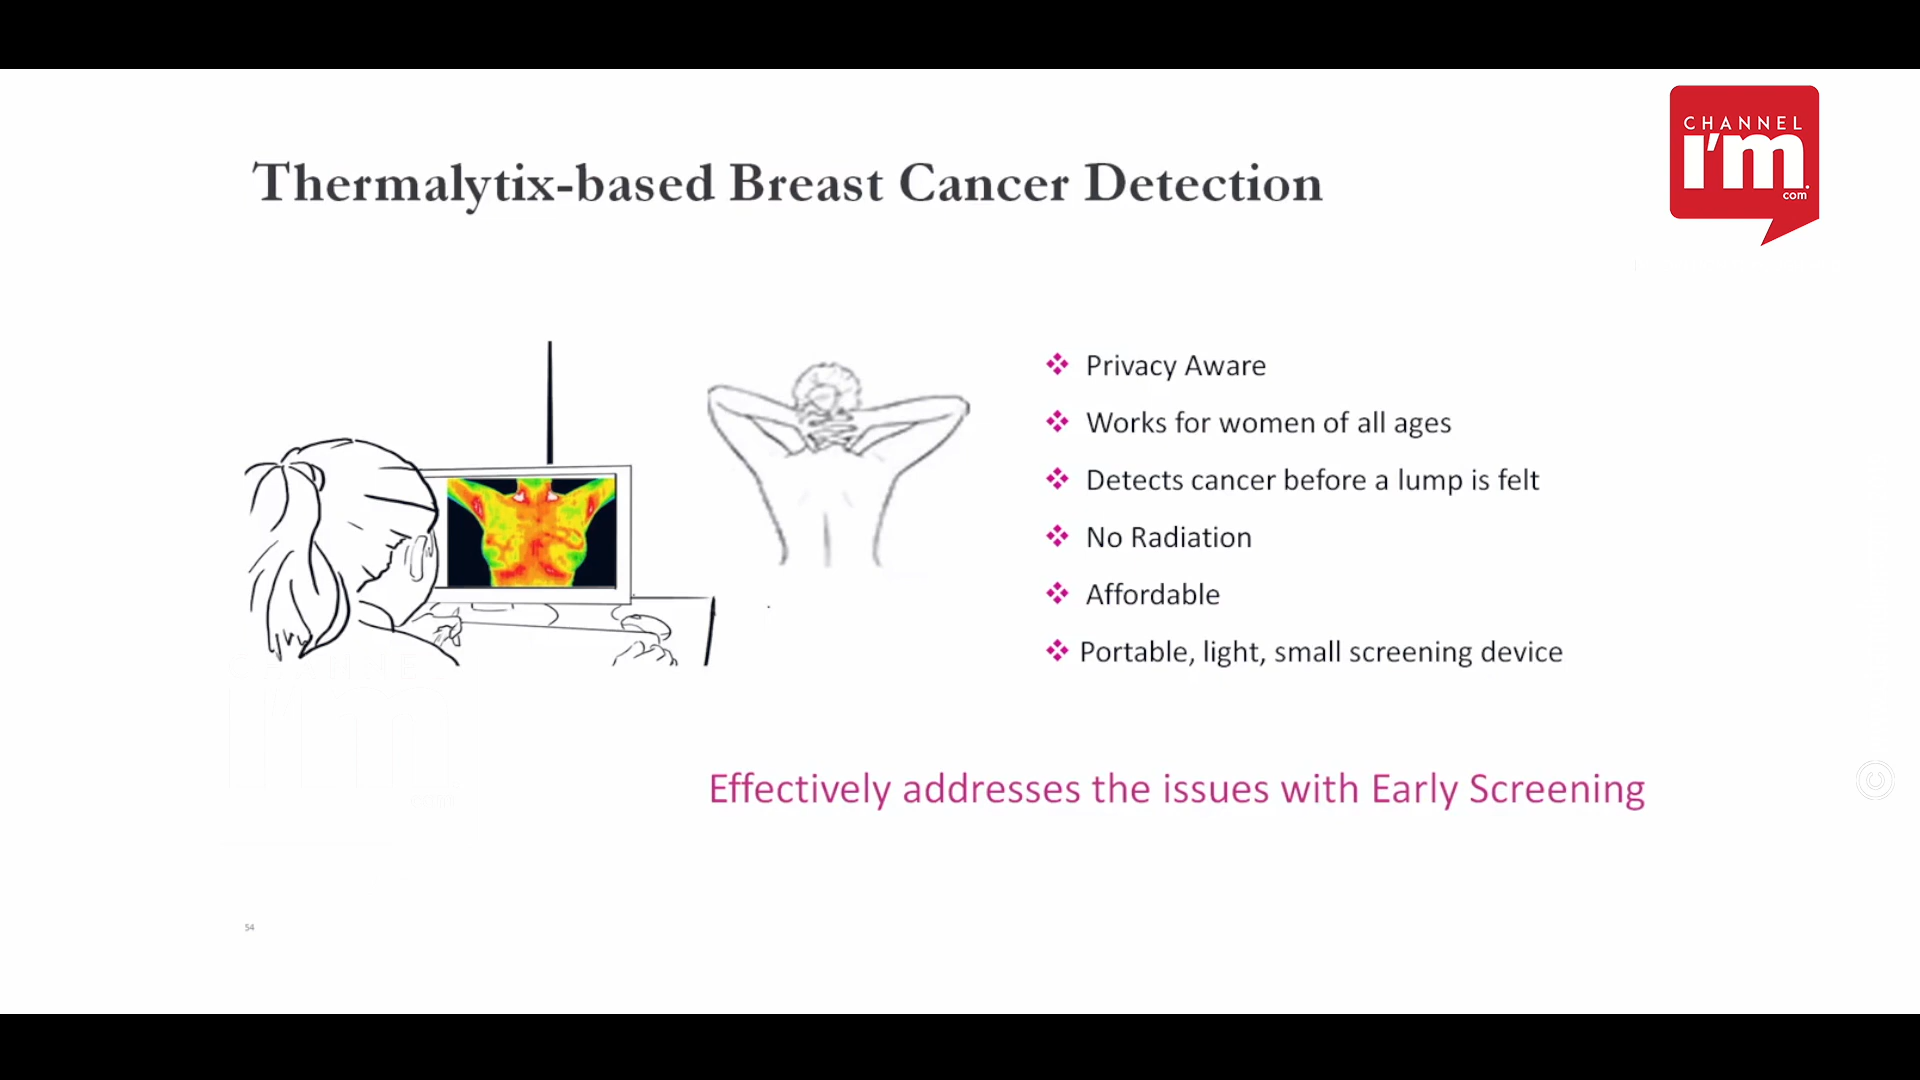 CHANNEL
i'm
.com
Thermalytix-based Breast Cancer Detection
Privacy Aware
Works for women of all ages
Detects cancer before a lump is felt
No Radiation
Affordable
Portable, light, small screening device
Effectively addresses the issues with Early Screening
54
©